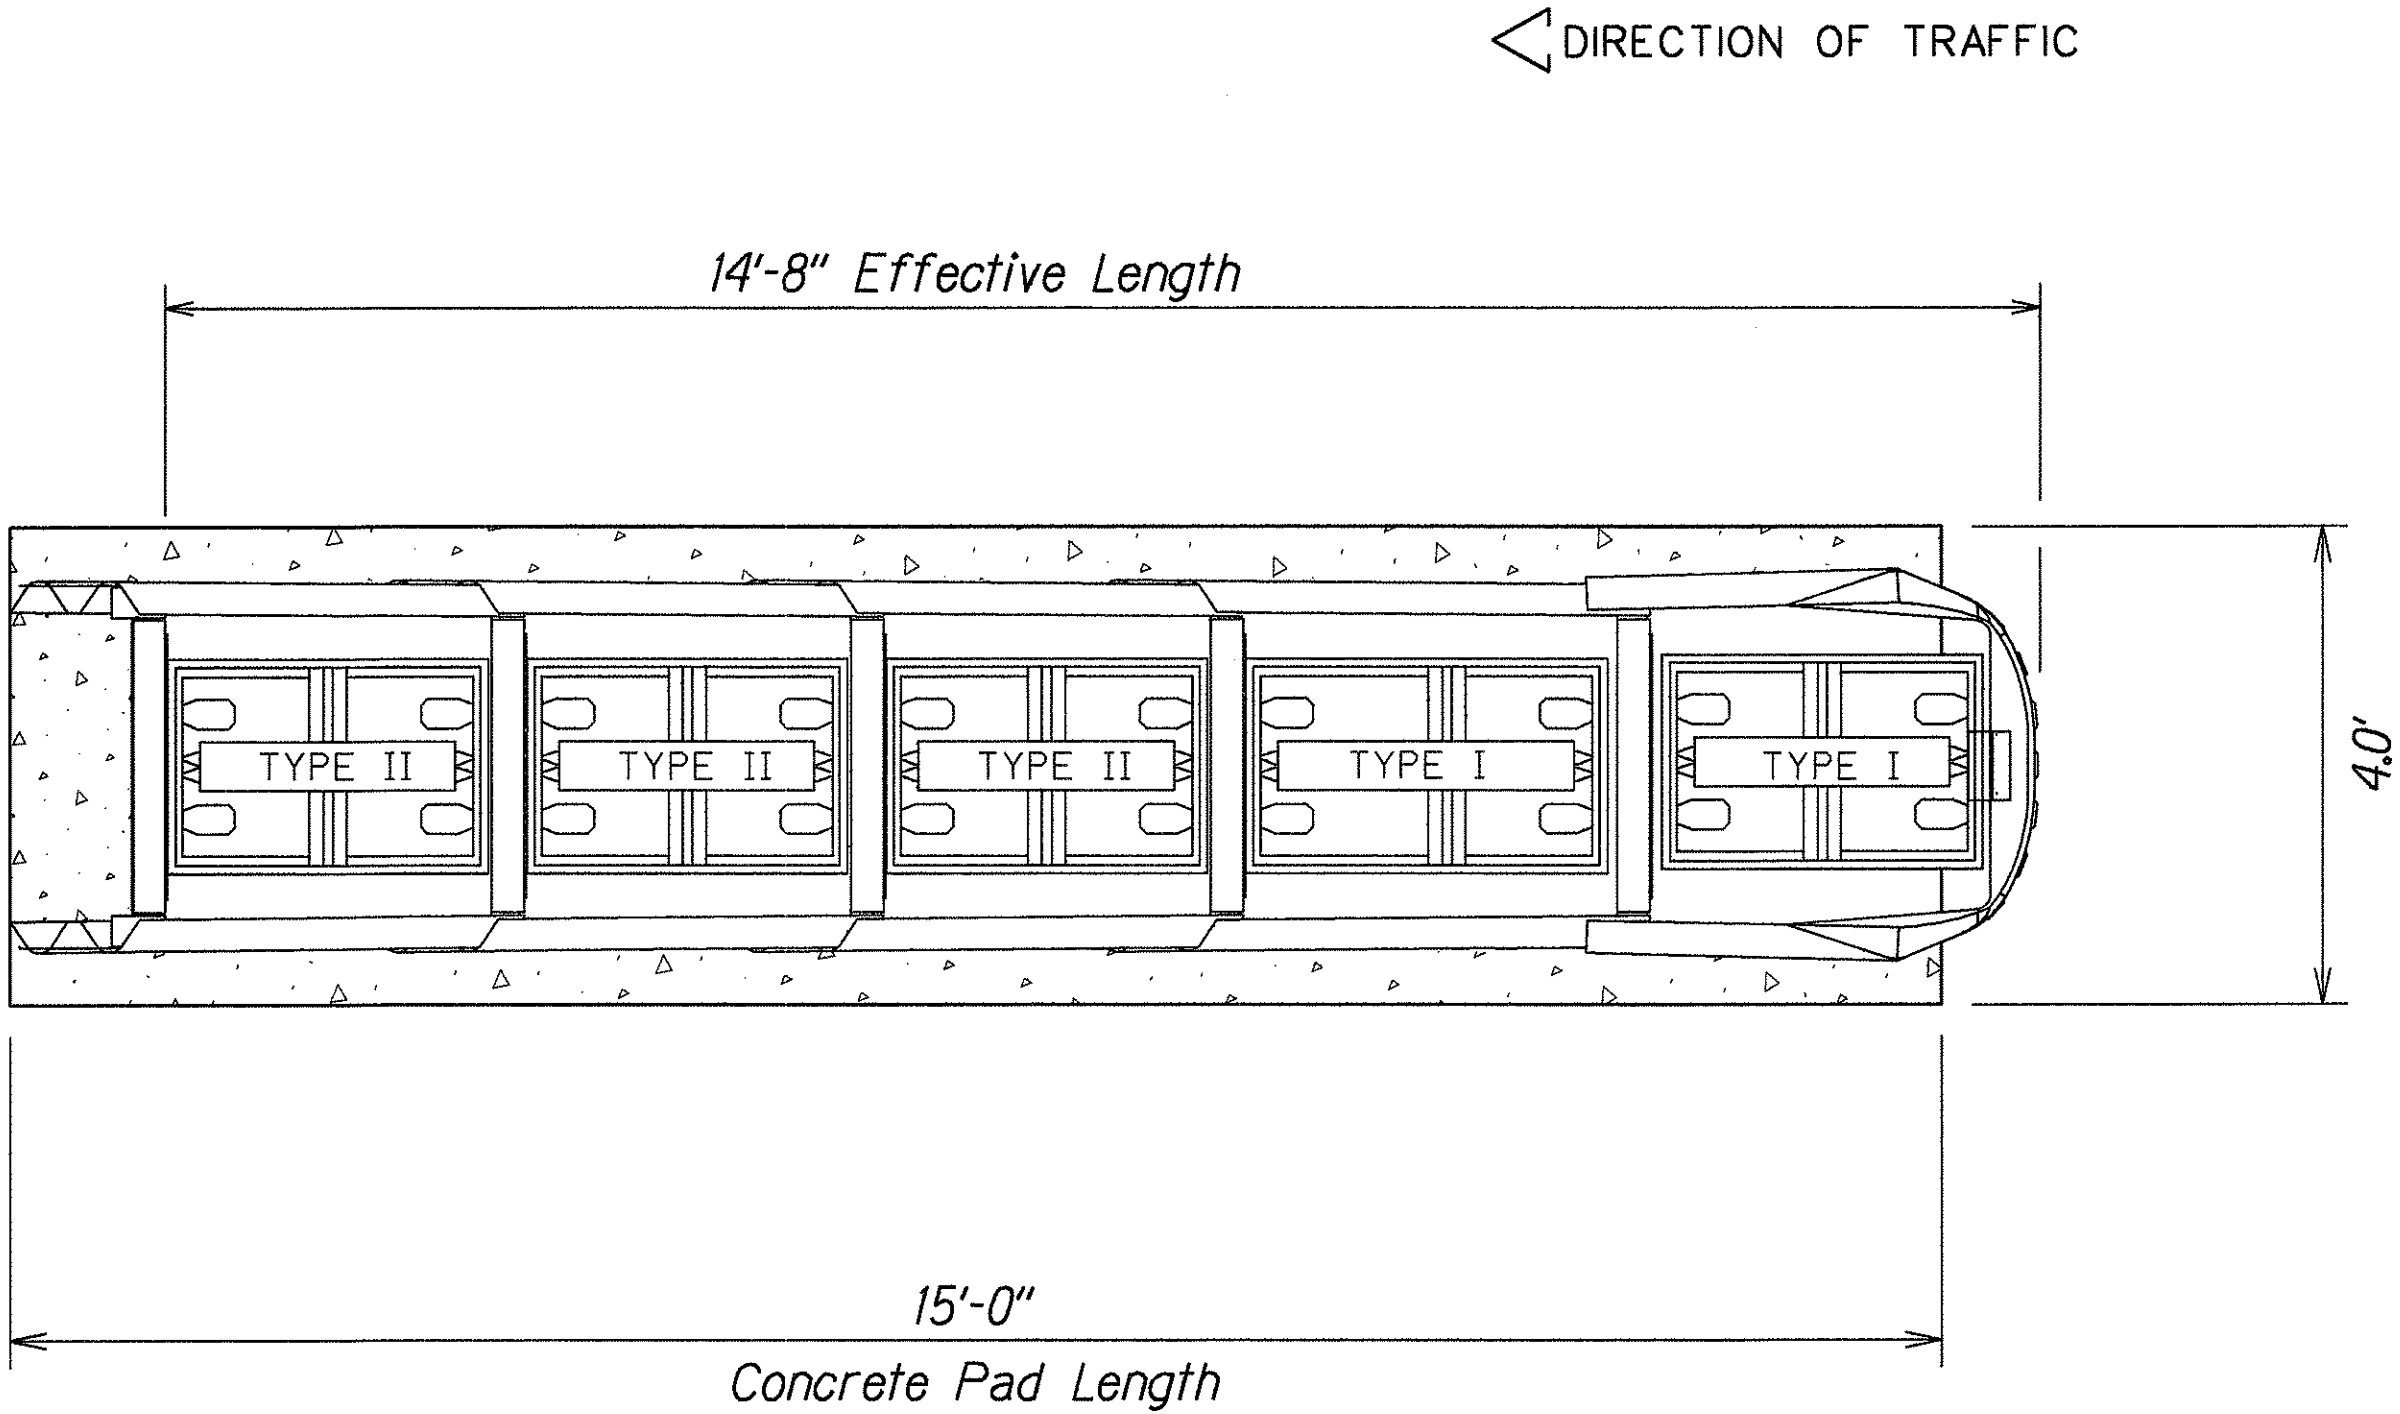 DIRECTION OF TRAFFIC
14'-8" Effective Length
TYPE II
TYPE II
TYPE II
TYPE I
TYPE I
4.0'
15'-0"
Concrete Pad Length